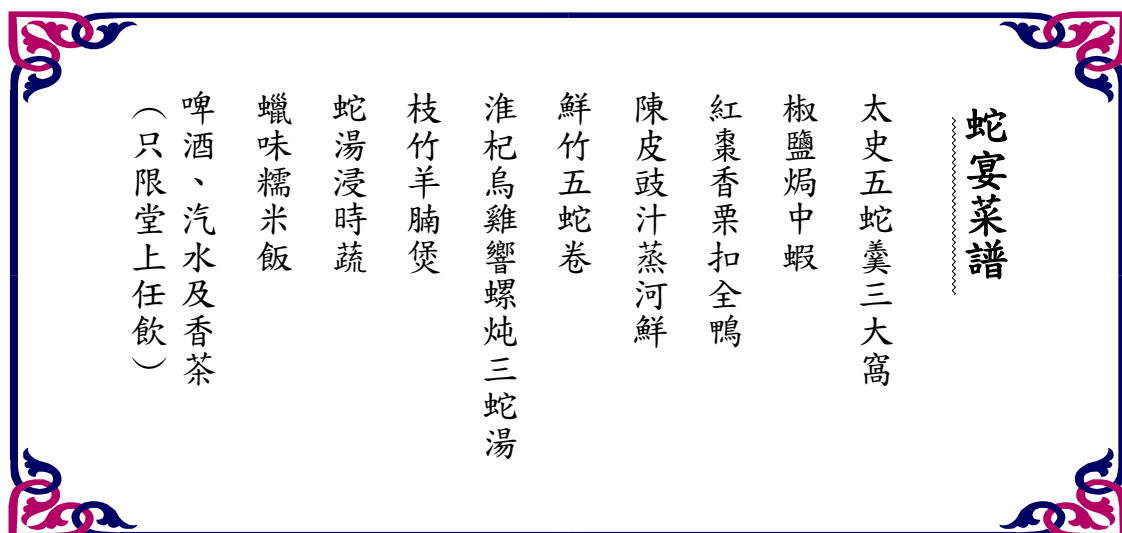 蛇宴菜譜
太史五蛇羹三大窩
椒鹽焗中蝦
紅棗香栗扣全鴨
陳皮豉汁蒸河鮮
鮮竹五蛇卷
淮杞烏雞響螺炖三蛇湯
枝竹羊腩煲
蛇湯浸時蔬
蠟味糯米飯
啤酒、汽水及香茶
（只限堂上任飲）